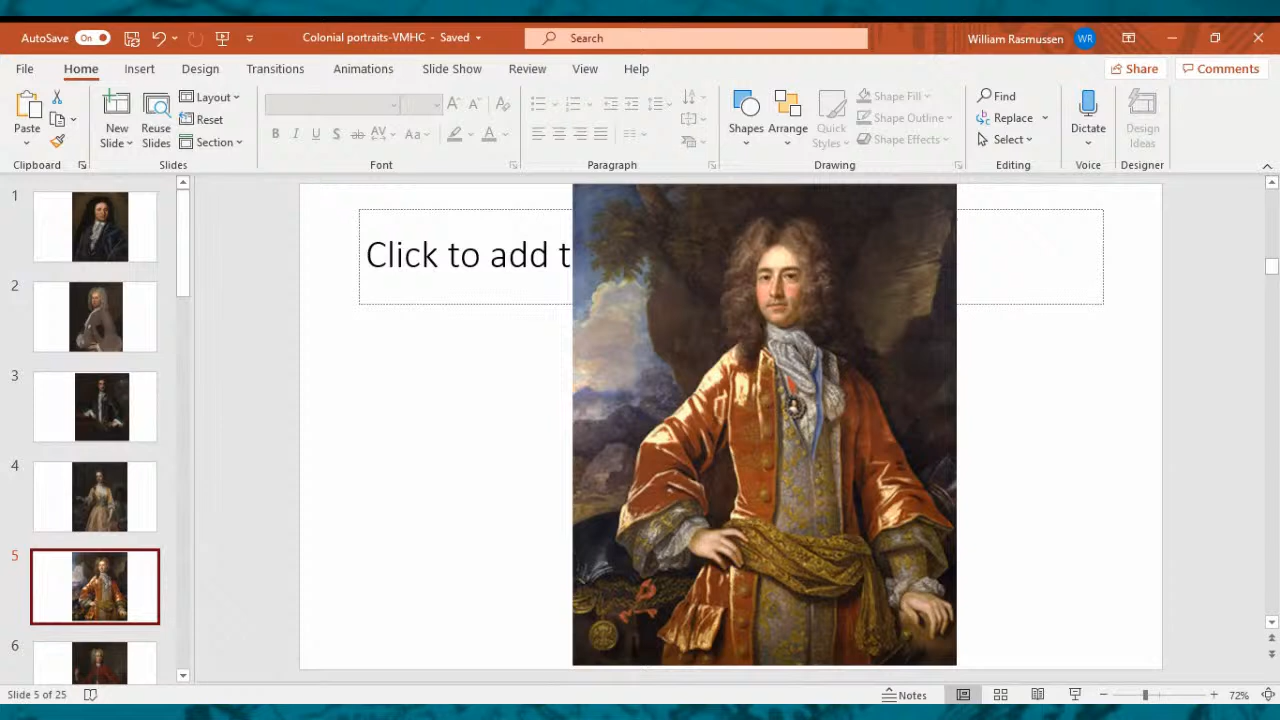 AutoSave On Colonial portraits-VMHC - Saved Search William Rasmussen WR
File Home Insert Design Transitions Animations Slide Show Review View Help Share Comments
Paste New Slide Reuse Slides Layout Reset Section
B I U S ab AV Aa A A A A
Shapes Arrange Quick Styles Shape Fill Shape Outline Shape Effects
Find Replace Select
Dictate Design Ideas
Clipboard Slides Font Paragraph Drawing Editing Voice Designer
1
2
3
4
5
6
Click to add t
Slide 5 of 25 Notes 72%